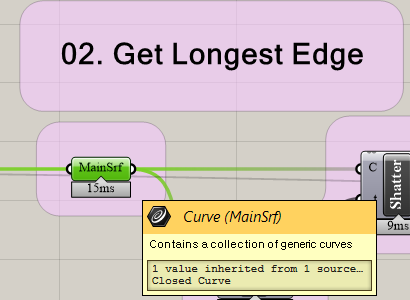 02. Get Longest Edge
MainSrf
15ms
C
Shatter
9ms
Curve (MainSrf)
Contains a collection of generic curves
1 value inherited from 1 source…
Closed Curve